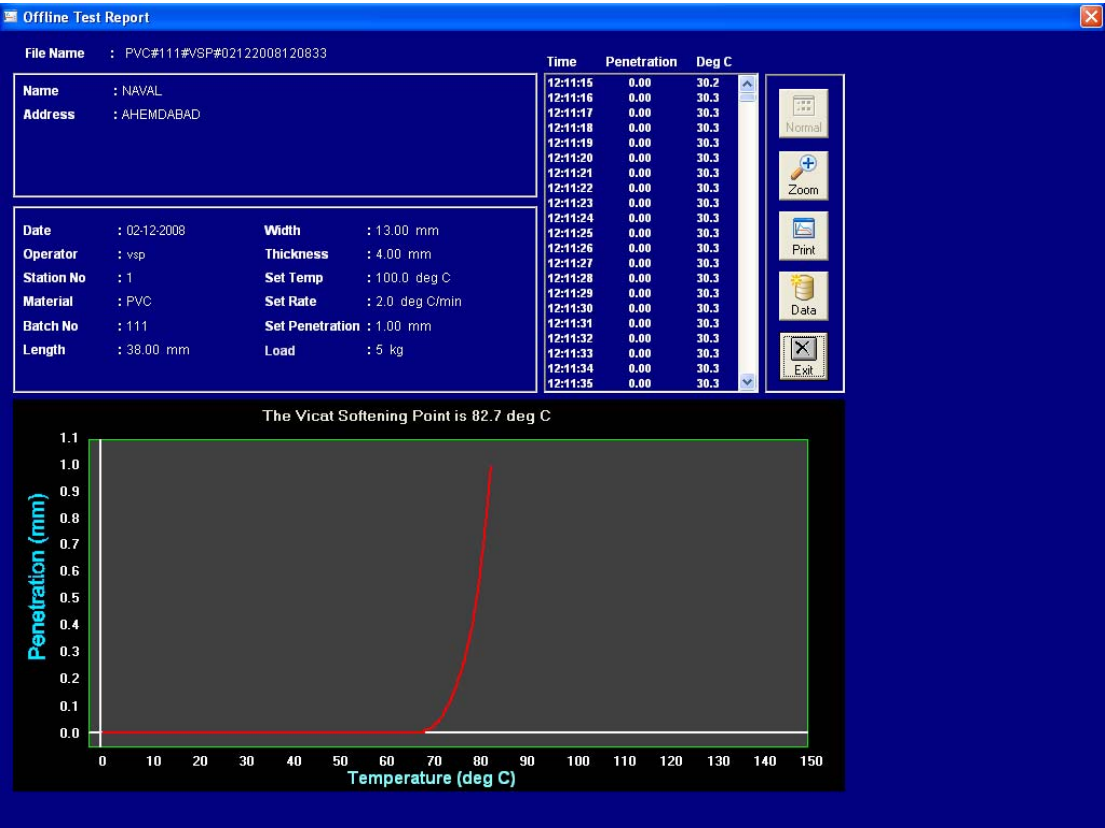 Offline Test Report
File Name : PVC#111#VSP#02122008120833
Name : NAVAL
Address : AHEMDABAD
Date : 02-12-2008 Width : 13.00 mm
Operator : vsp Thickness : 4.00 mm
Station No : 1 Set Temp : 100.0 deg C
Material : PVC Set Rate : 2.0 deg C/min
Batch No : 111 Set Penetration : 1.00 mm
Length : 38.00 mm Load : 5 kg
Time Penetration Deg C
12:11:15 0.00 30.2
12:11:16 0.00 30.3
12:11:17 0.00 30.3
12:11:18 0.00 30.3
12:11:19 0.00 30.3
12:11:20 0.00 30.3
12:11:21 0.00 30.3
12:11:22 0.00 30.3
12:11:23 0.00 30.3
12:11:24 0.00 30.3
12:11:25 0.00 30.3
12:11:26 0.00 30.3
12:11:27 0.00 30.3
12:11:28 0.00 30.3
12:11:29 0.00 30.3
12:11:30 0.00 30.3
12:11:31 0.00 30.3
12:11:32 0.00 30.3
12:11:33 0.00 30.3
12:11:34 0.00 30.3
12:11:35 0.00 30.3
Normal
Zoom
Print
Data
Exit
The Vicat Softening Point is 82.7 deg C
Penetration (mm)
1.1
1.0
0.9
0.8
0.7
0.6
0.5
0.4
0.3
0.2
0.1
0.0
0 10 20 30 40 50 60 70 80 90 100 110 120 130 140 150
Temperature (deg C)